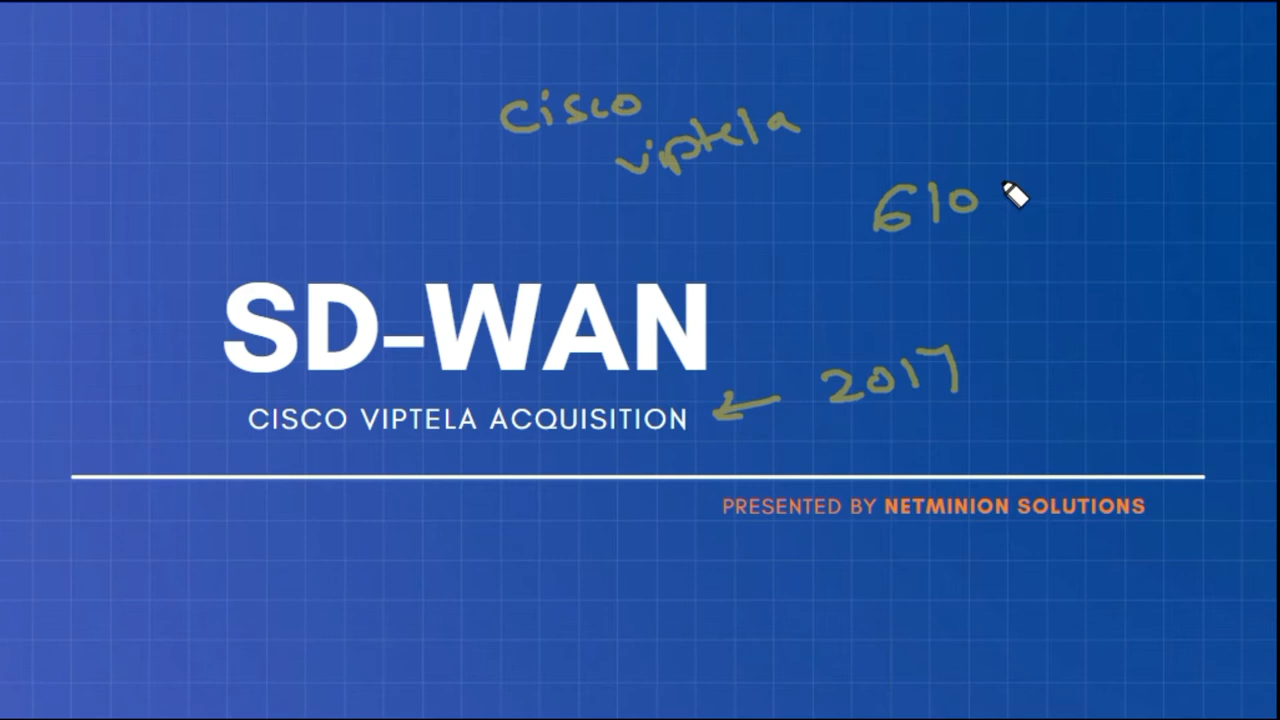 cisco
viptela
610
SD-WAN
2017
CISCO VIPTELA ACQUISITION
PRESENTED BY NETMINION SOLUTIONS